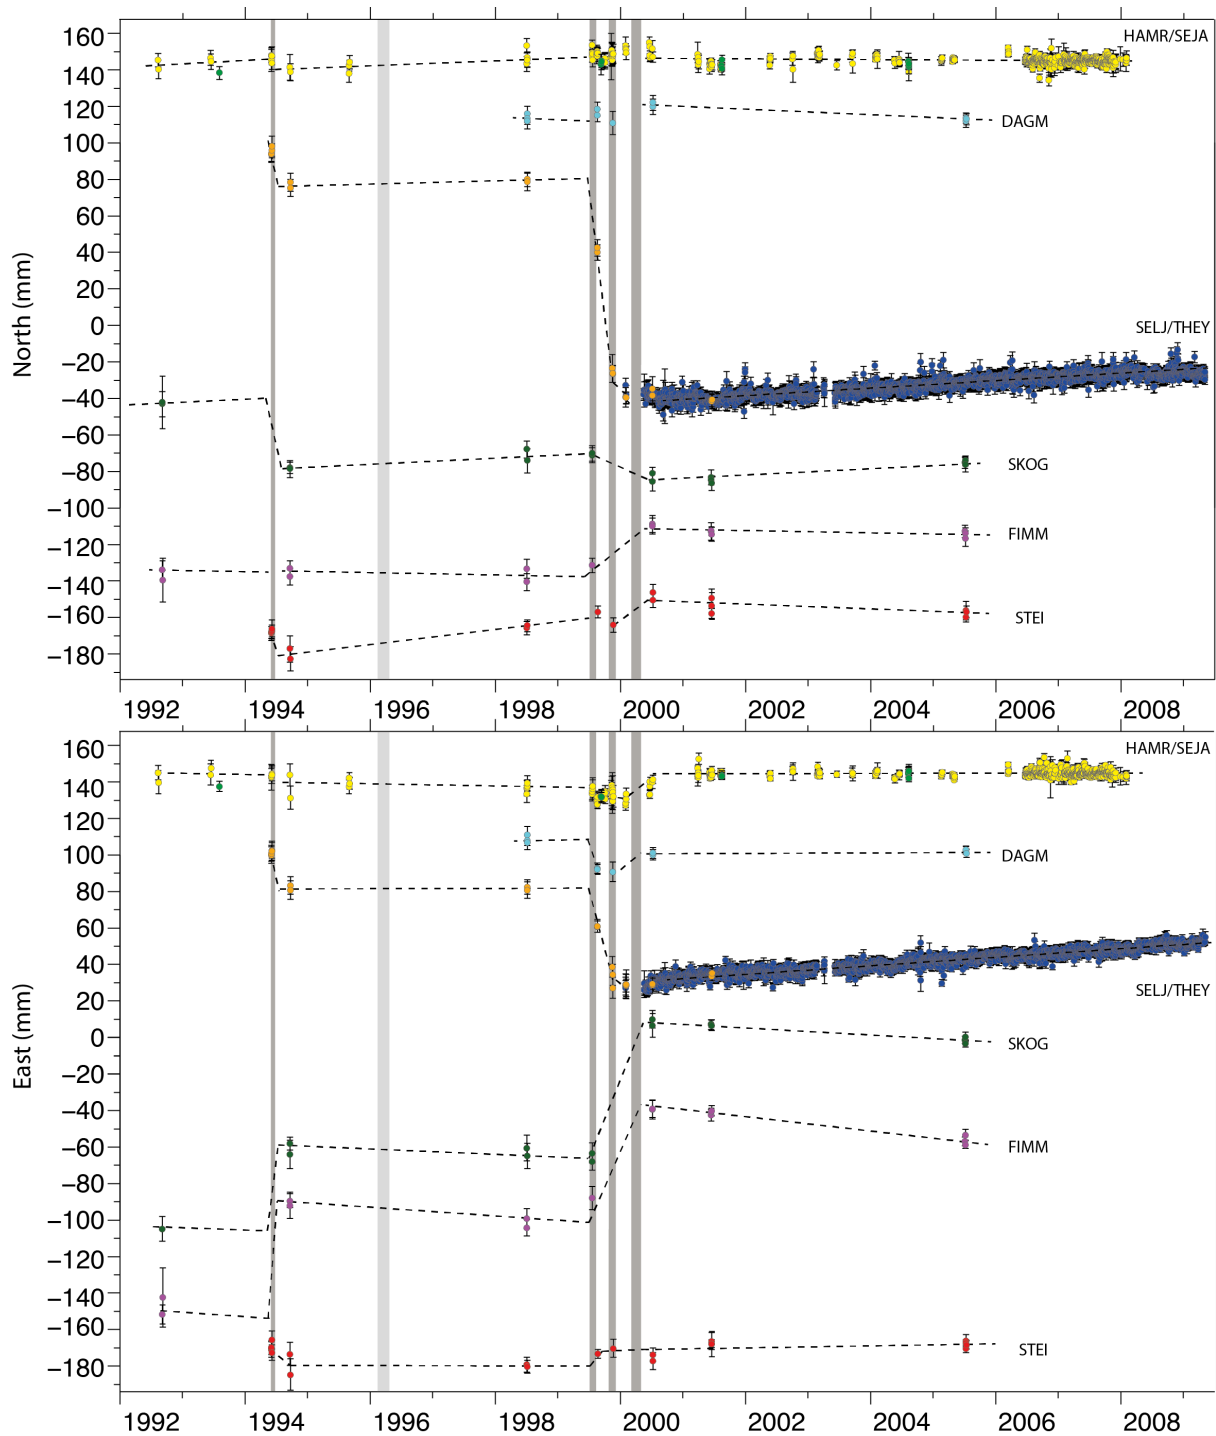 160
HAMR/SEJA
140
120
DAGM
100
80
60
40
20
North (mm)
0
SELJ/THEY
−20
−40
−60
−80
SKOG
−100
FIMM
−120
−140
−160
STEI
−180
1992 1994 1996 1998 2000 2002 2004 2006 2008
160
HAMR/SEJA
140
120
100
DAGM
80
60
40
20
SELJ/THEY
East (mm)
0
SKOG
−20
−40
−60
FIMM
−80
−100
−120
−140
−160
STEI
−180
1992 1994 1996 1998 2000 2002 2004 2006 2008